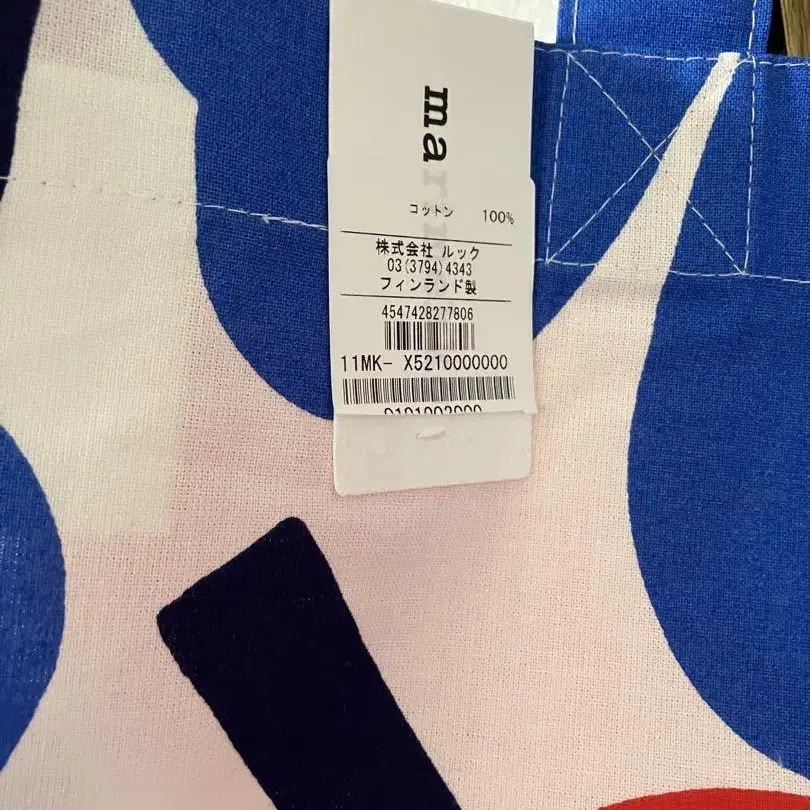 ma
コットン 100%
株式会社 ルック
03(3794)4343
フィンランド製
4547428277806
11MK- X5210000000